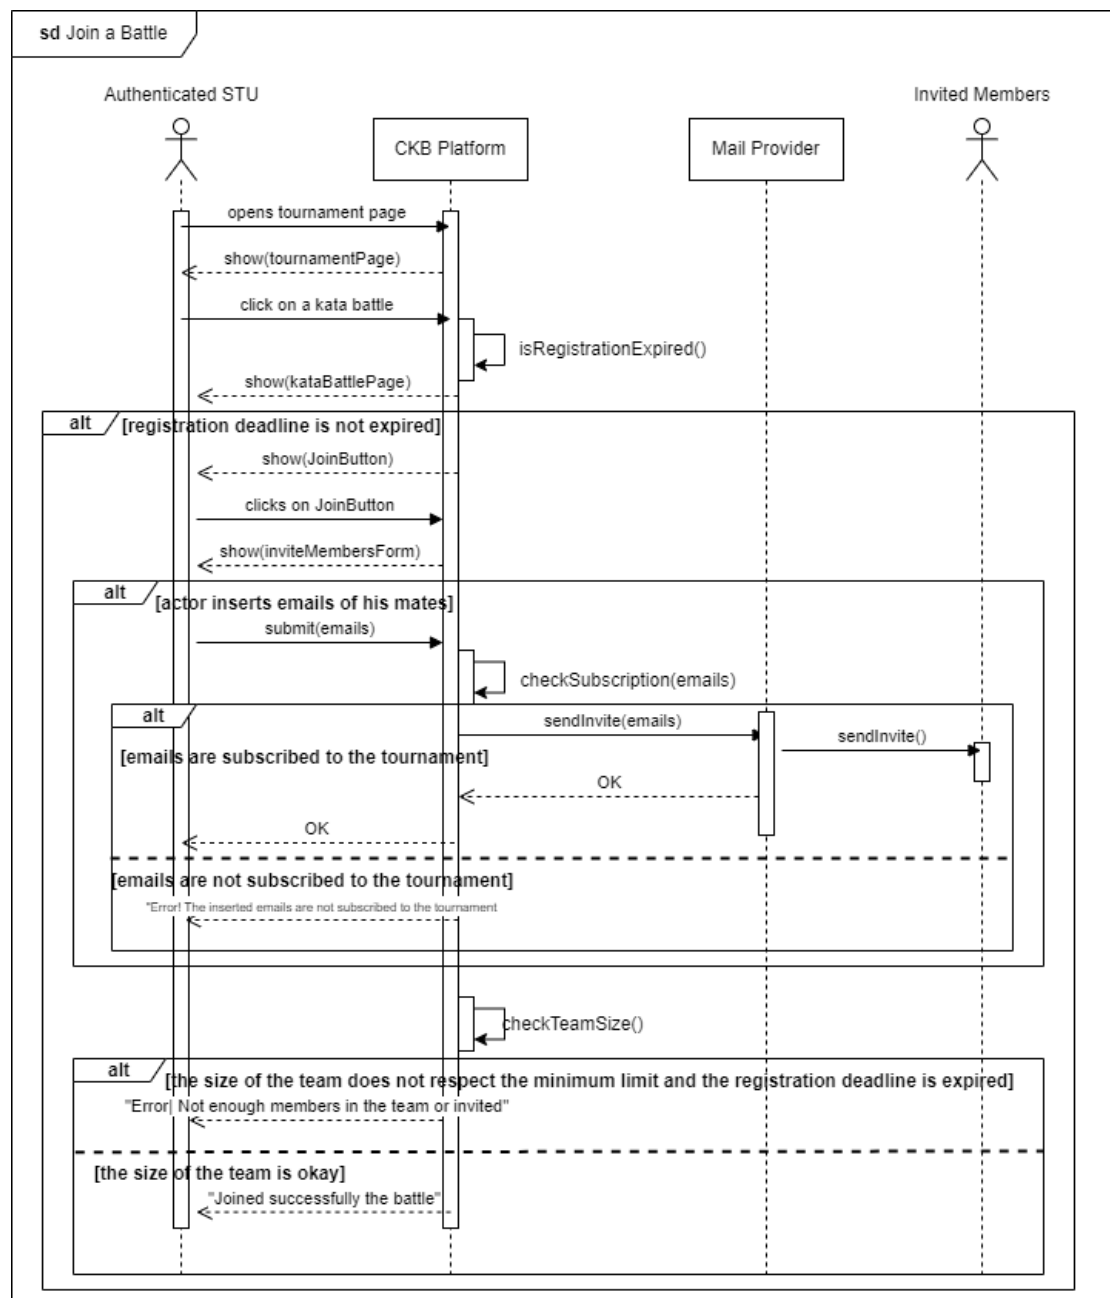 sd Join a Battle
Authenticated STU
Invited Members
CKB Platform
Mail Provider
opens tournament page
show(tournamentPage)
click on a kata battle
isRegistrationExpired()
show(kataBattlePage)
alt
[registration deadline is not expired]
show(JoinButton)
clicks on JoinButton
show(inviteMembersForm)
alt
[actor inserts emails of his mates]
submit(emails)
checkSubscription(emails)
alt
sendInvite(emails)
sendInvite()
[emails are subscribed to the tournament]
OK
OK
[emails are not subscribed to the tournament]
"Error! The inserted emails are not subscribed to the tournament
checkTeamSize()
alt
[the size of the team does not respect the minimum limit and the registration deadline is expired]
"Error| Not enough members in the team or invited"
[the size of the team is okay]
"Joined successfully the battle"